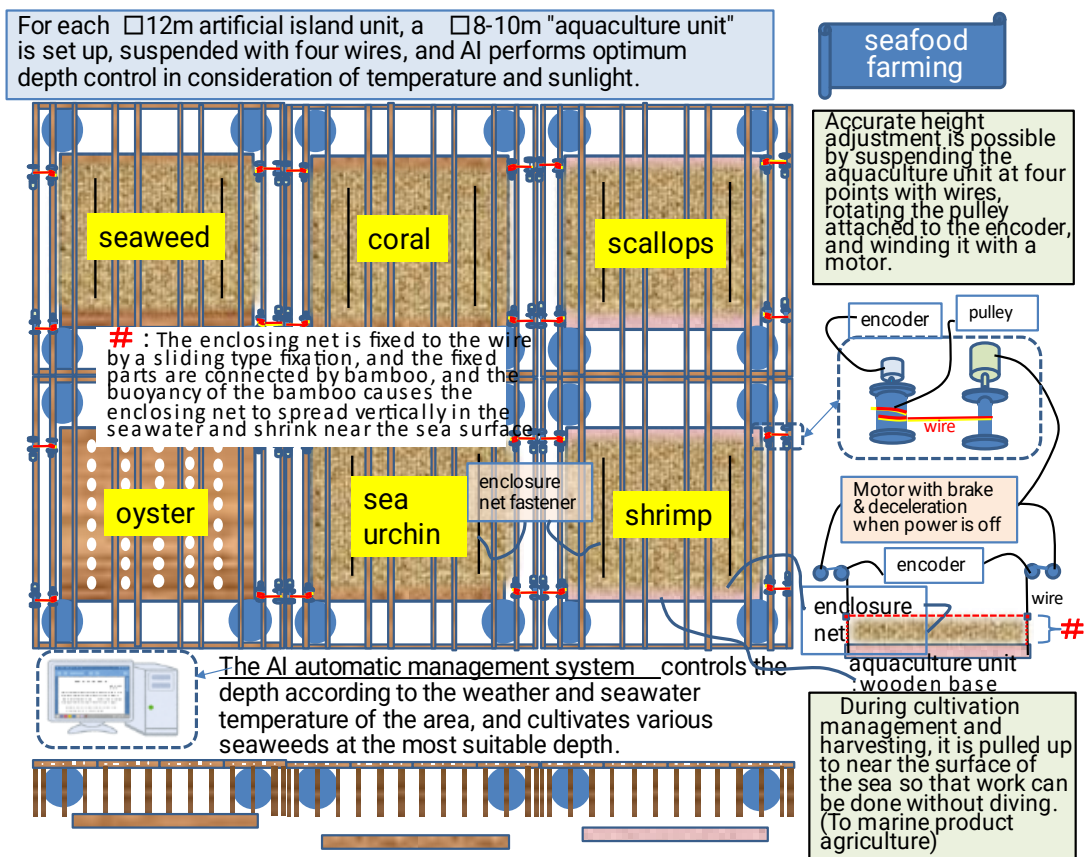 For each □12m artificial island unit, a □8-10m "aquaculture unit"
is set up, suspended with four wires, and AI performs optimum
depth control in consideration of temperature and sunlight.
seafood
farming
Accurate height
adjustment is possible
by suspending the
aquaculture unit at four
points with wires,
rotating the pulley
attached to the encoder,
and winding it with a
motor.
seaweed
coral
scallops
# : The enclosing net is fixed to the wire
by a sliding type fixation, and the fixed
parts are connected by bamboo, and the
buoyancy of the bamboo causes the
enclosing net to spread vertically in the
seawater and shrink near the sea surface.
encoder
pulley
wire
oyster
sea
urchin
enclosure
net fastener
shrimp
Motor with brake
& deceleration
when power is off
encoder
wire
enclosure
net
#
aquaculture unit
:wooden base
The AI automatic management system controls the
depth according to the weather and seawater
temperature of the area, and cultivates various
seaweeds at the most suitable depth.
During cultivation
management and
harvesting, it is pulled up
to near the surface of
the sea so that work can
be done without diving.
(To marine product
agriculture)